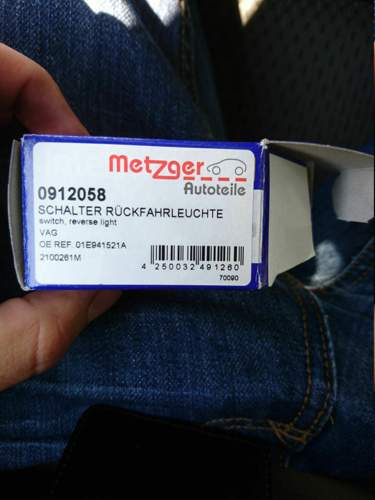 metzger
Autoteile
0912058
SCHALTER RÜCKFAHRLEUCHTE
switch, reverse light
VAG
OE REF. 01E941521A
2100261M
4 250032 491260
70090